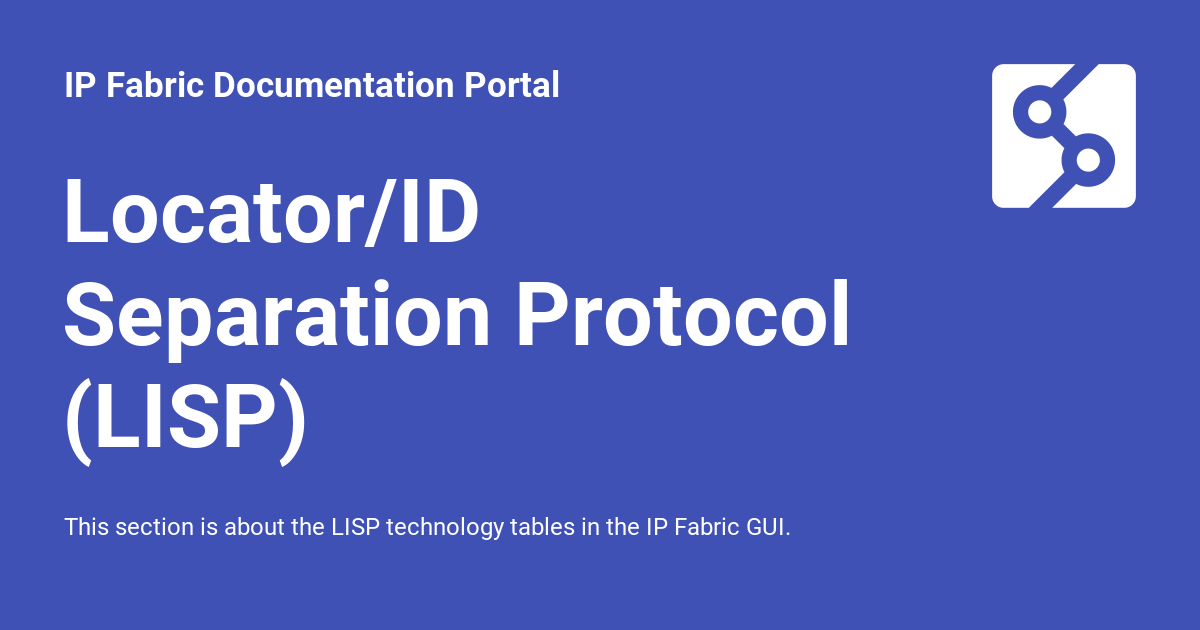 IP Fabric Documentation Portal
Locator/ID
Separation Protocol
(LISP)
This section is about the LISP technology tables in the IP Fabric GUI.